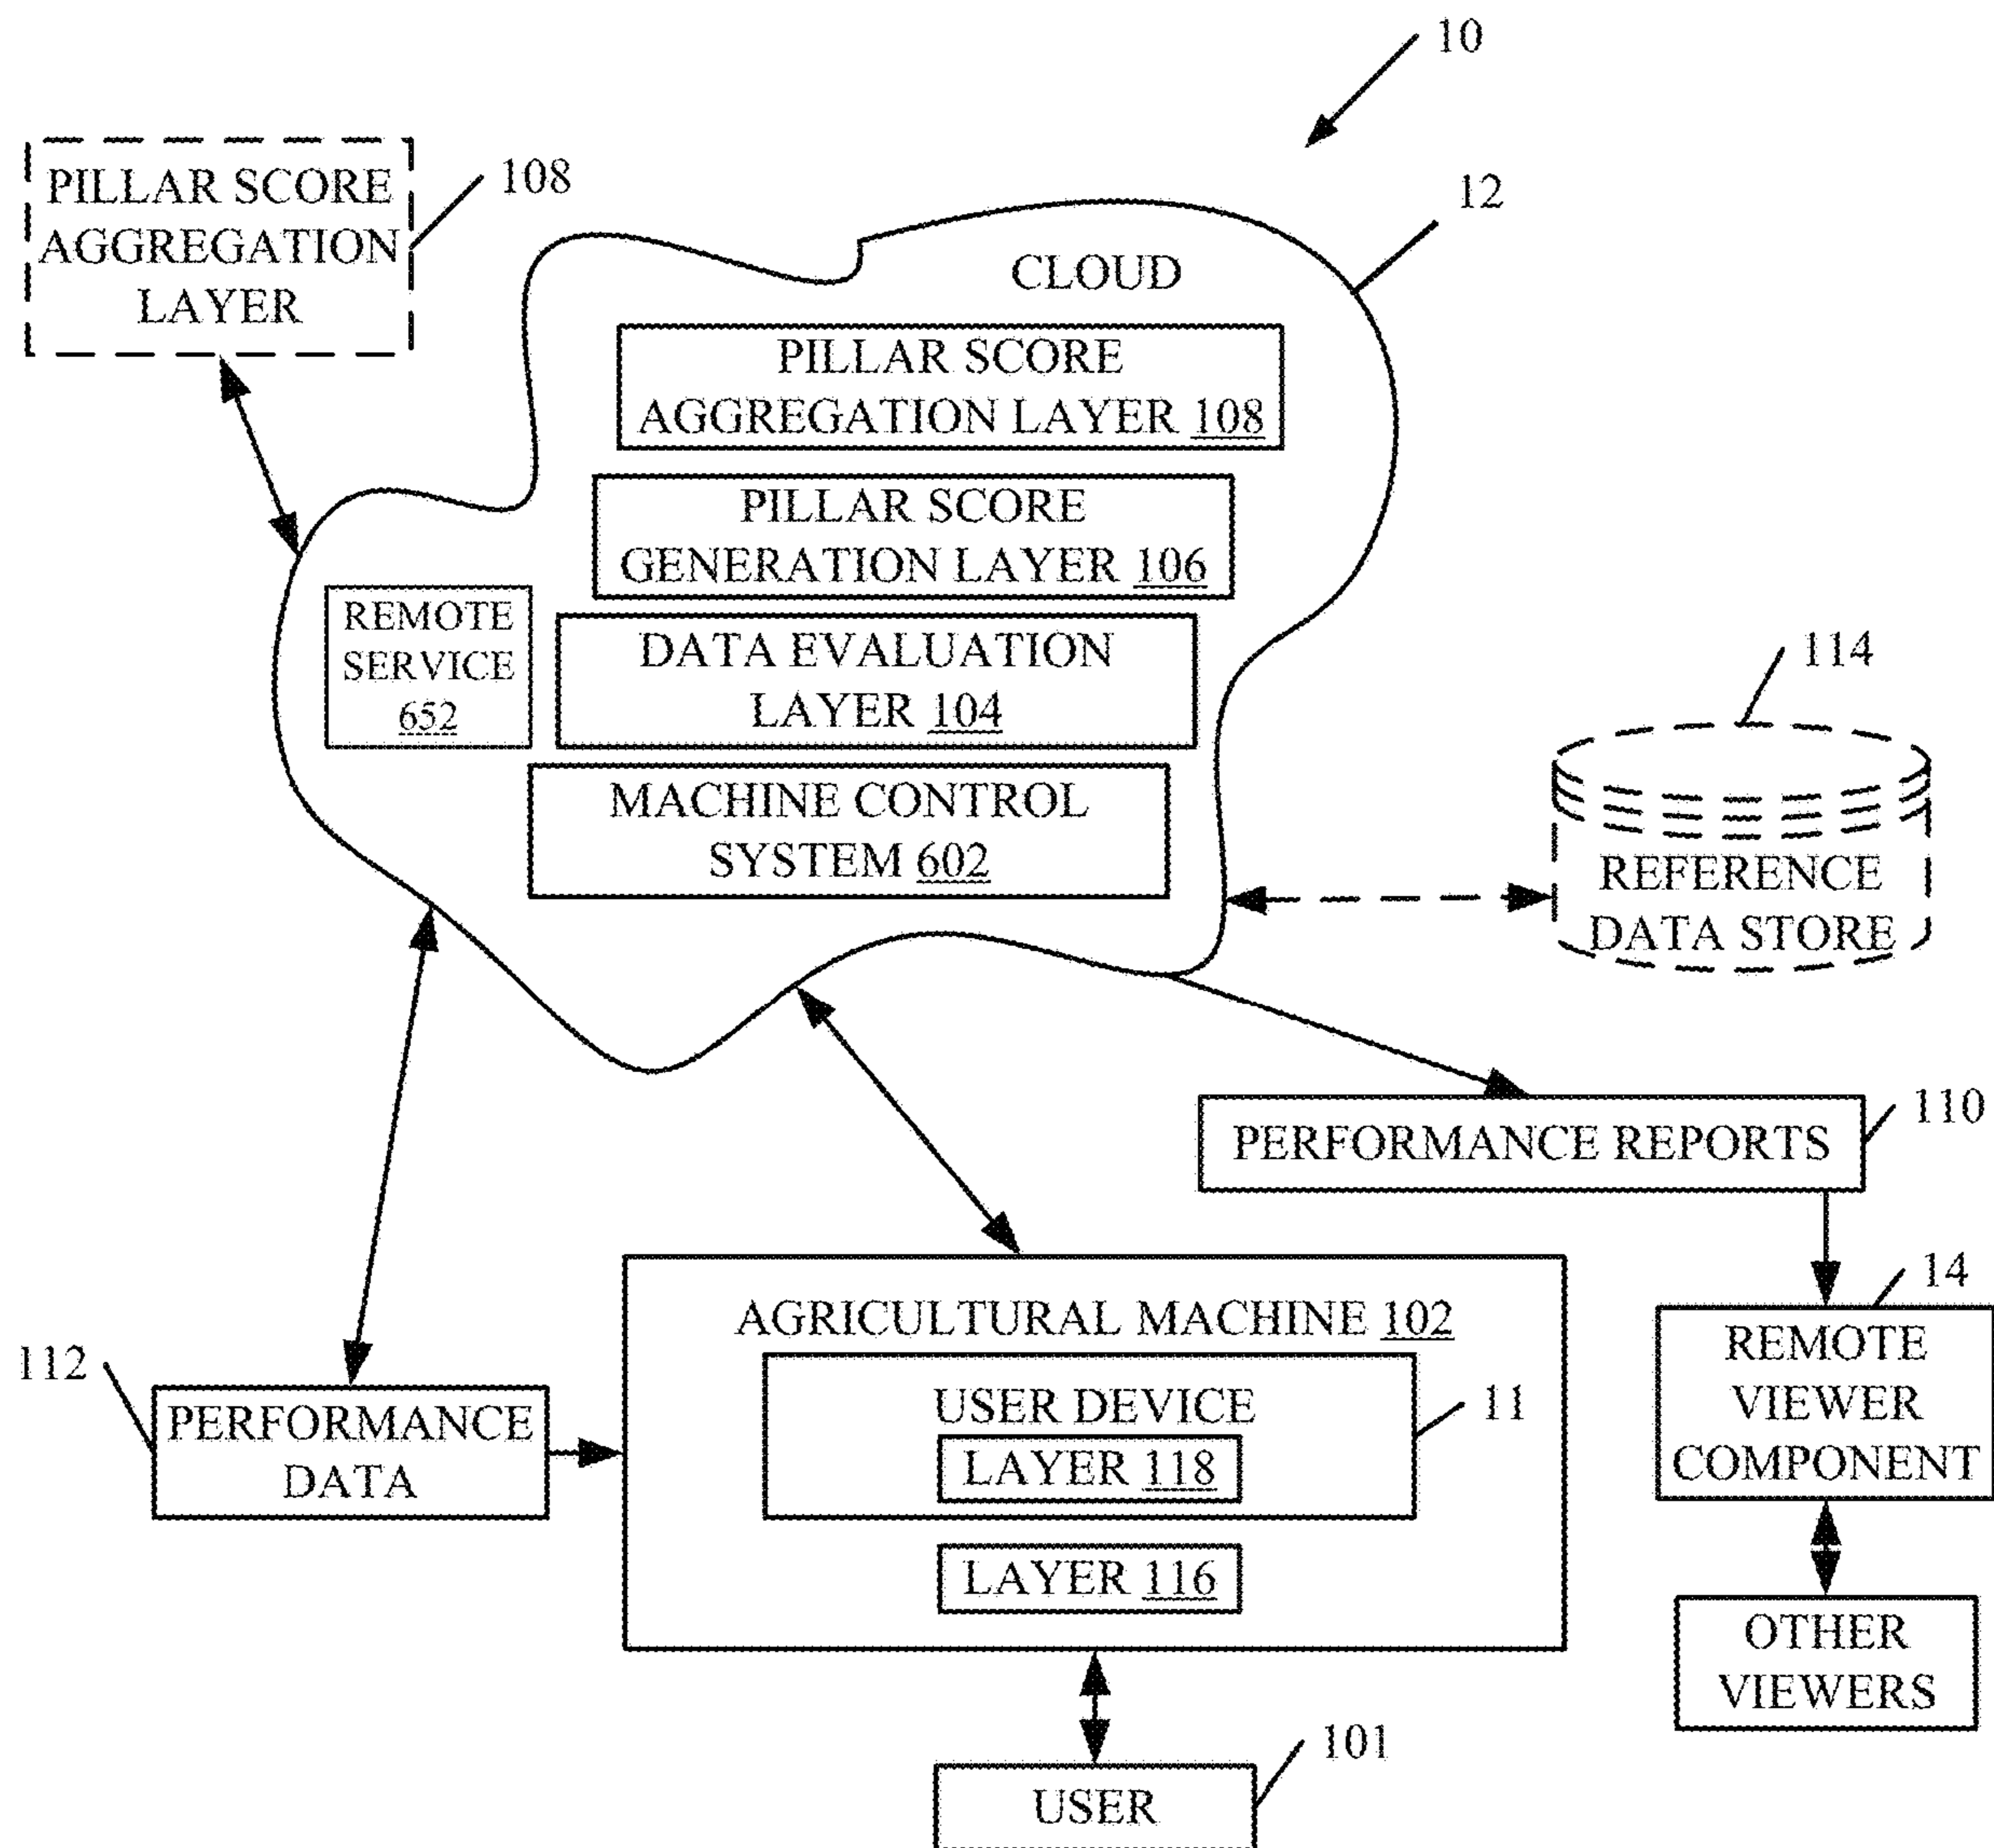 10
PILLAR SCORE
AGGREGATION
LAYER
108
12
CLOUD
PILLAR SCORE
AGGREGATION LAYER 108
PILLAR SCORE
GENERATION LAYER 106
REMOTE
SERVICE
652
DATA EVALUATION
LAYER 104
MACHINE CONTROL
SYSTEM 602
114
REFERENCE
DATA STORE
PERFORMANCE REPORTS
110
AGRICULTURAL MACHINE 102
USER DEVICE
LAYER 118
11
LAYER 116
112
PERFORMANCE
DATA
14
REMOTE
VIEWER
COMPONENT
OTHER
VIEWERS
101
USER